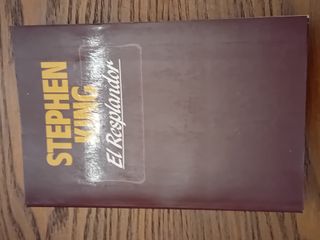 STEPHEN
KING
El Resplandor